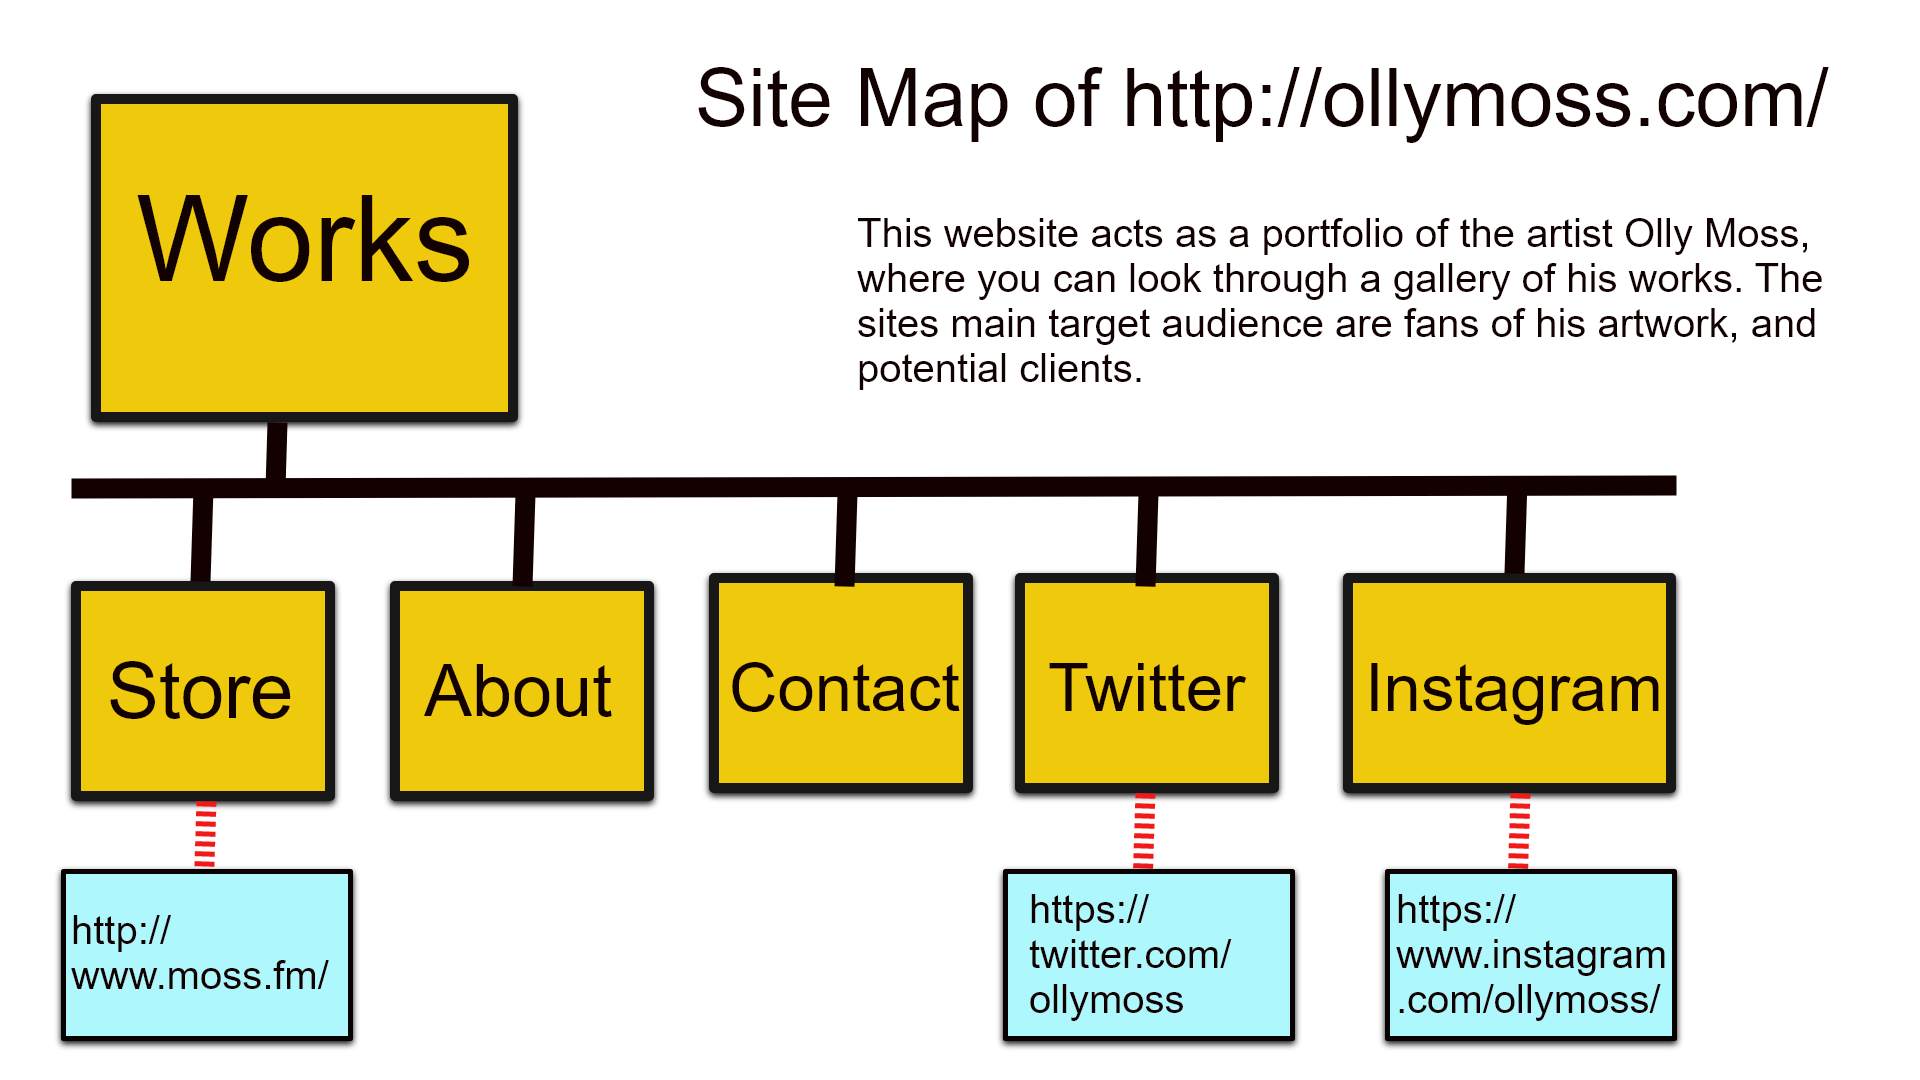 Site Map of http://ollymoss.com/
Works
This website acts as a portfolio of the artist Olly Moss,
where you can look through a gallery of his works. The
sites main target audience are fans of his artwork, and
potential clients.
Store
About
Contact
Twitter
Instagram
http://
www.moss.fm/
https://
twitter.com/
ollymoss
https://
www.instagram
.com/ollymoss/